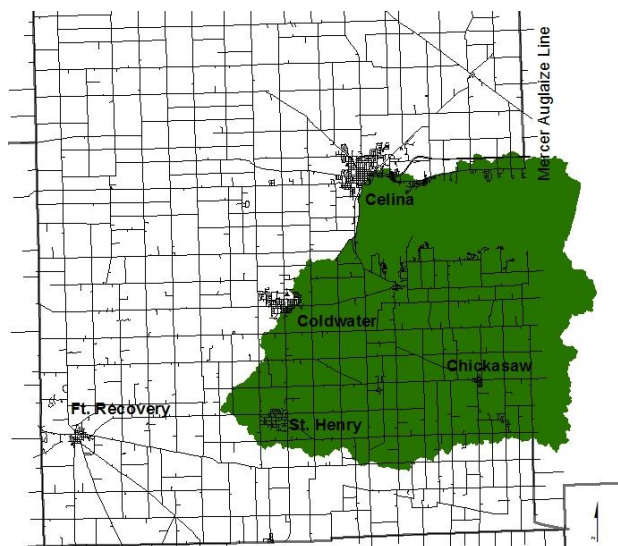 Mercer Auglaize Line
Celina
Coldwater
Chickasaw
Ft. Recovery
St. Henry